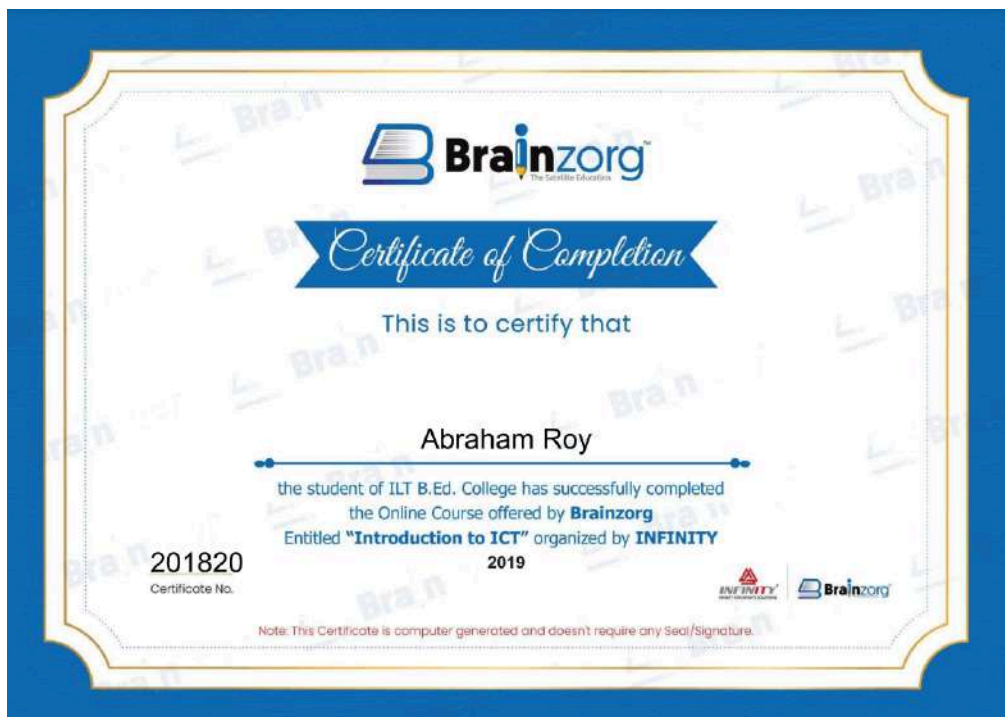 Brainzorg™
The Satellite Education
Certificate of Completion
This is to certify that
Abraham Roy
the student of ILT B.Ed. College has successfully completed
the Online Course offered by Brainzorg
Entitled “Introduction to ICT” organized by INFINITY
2019
201820
Certificate No.
INFINITY
Brainzorg
Note: This Certificate is computer generated and doesn't require any Seal/Signature.